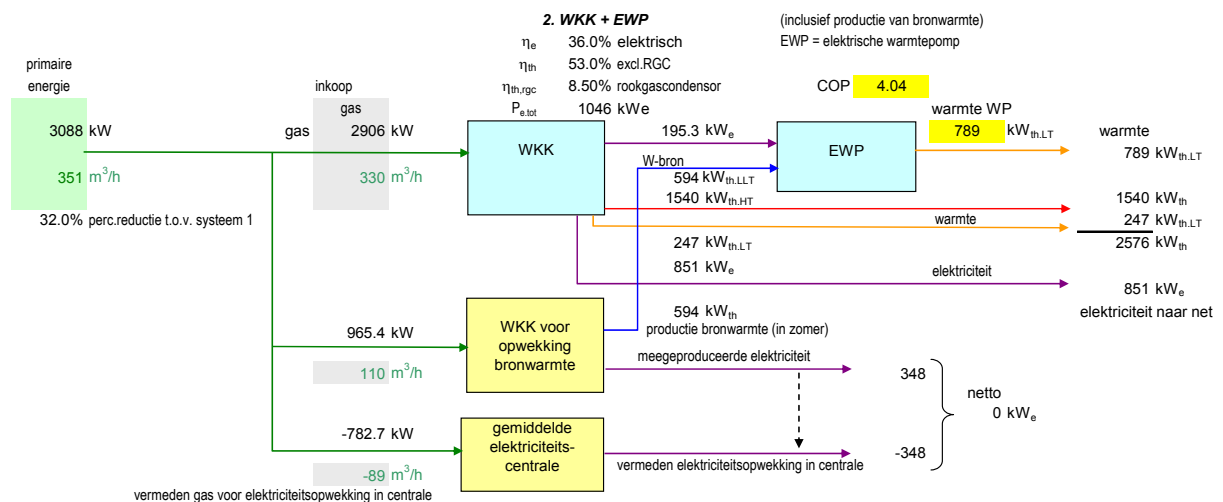 2. WKK + EWP
(inclusief productie van bronwarmte)
ηe 36.0% elektrisch
EWP = elektrische warmtepomp
primaire energie
inkoop
ηth 53.0% excl.RGC
ηth,rgc 8.50% rookgascondensor
COP 4.04
gas
Pe.tot 1046 kWe
warmte WP
3088 kW
gas 2906 kW
WKK
195.3 kWe
EWP
789 kWth.LT
warmte
789 kWth.LT
351 m3/h
330 m3/h
W-bron
594 kWth.LLT
1540 kWth.HT
1540 kWth
32.0% perc.reductie t.o.v. systeem 1
warmte
247 kWth.LT
2576 kWth
247 kWth.LT
851 kWe
elektriciteit
851 kWe
elektriciteit naar net
965.4 kW
WKK voor
opwekking
bronwarmte
594 kWth
productie bronwarmte (in zomer)
meegeproduceerde elektriciteit
110 m3/h
348
netto
0 kWe
-782.7 kW
gemiddelde
elektriciteits-
centrale
-348
-89 m3/h
vermeden elektriciteitsopwekking in centrale
vermeden gas voor elektriciteitsopwekking in centrale